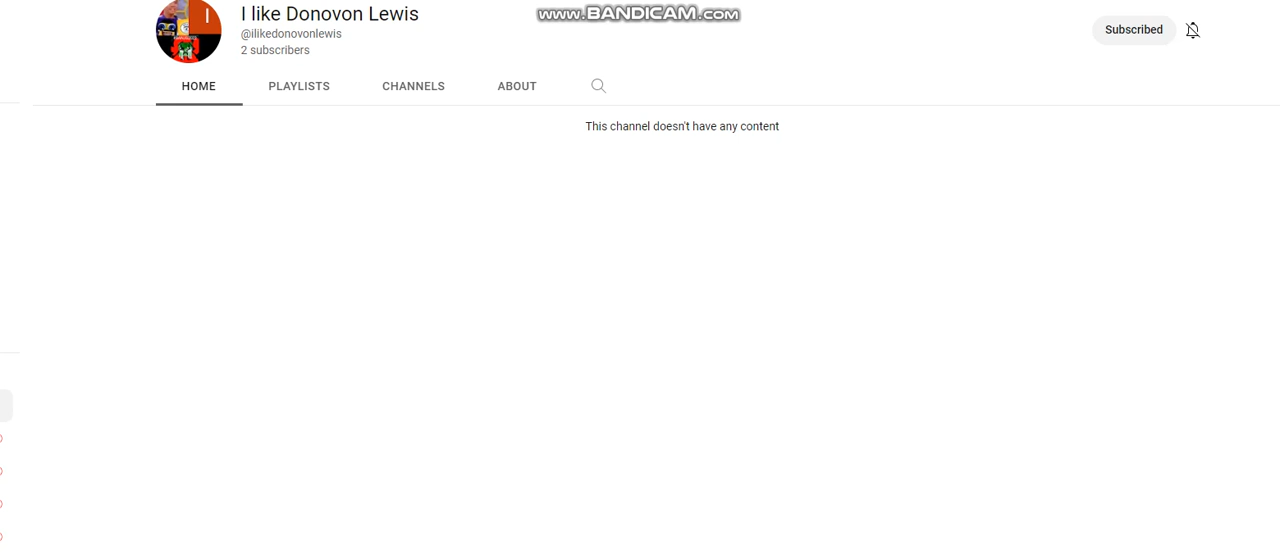 I like Donovon Lewis
www.BANDICAM.com
@ilikedonovonlewis
2 subscribers
Subscribed
HOME
PLAYLISTS
CHANNELS
ABOUT
This channel doesn't have any content